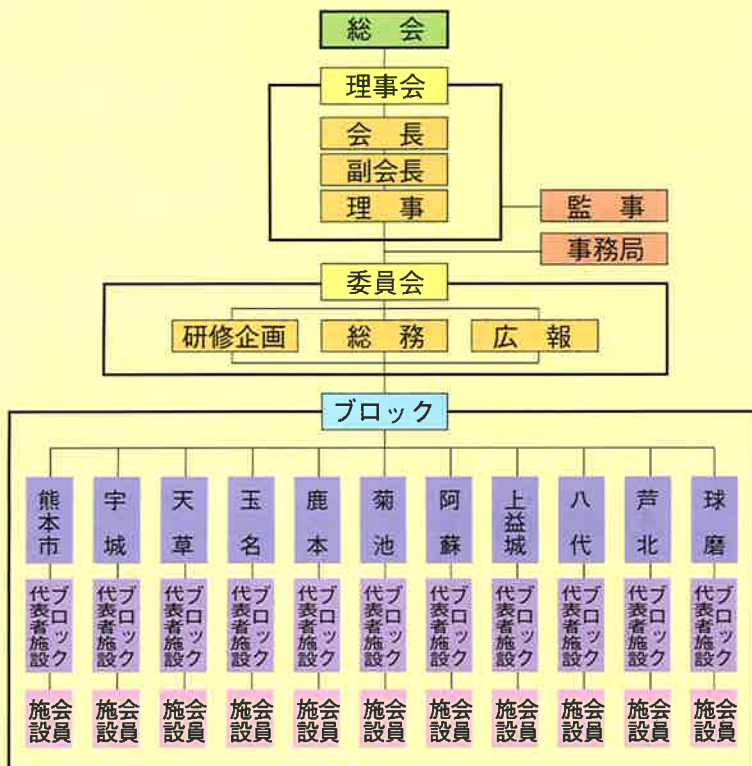 総会
理事会
会長
副会長
理事
監事
事務局
委員会
研修企画
総務
広報
ブロック
熊本市
宇城
天草
玉名
鹿本
菊池
阿蘇
上益城
八代
芦北
球磨
ブロック
代表者施設
ブロック
代表者施設
ブロック
代表者施設
ブロック
代表者施設
ブロック
代表者施設
ブロック
代表者施設
ブロック
代表者施設
ブロック
代表者施設
ブロック
代表者施設
ブロック
代表者施設
ブロック
代表者施設
会員
施設
会員
施設
会員
施設
会員
施設
会員
施設
会員
施設
会員
施設
会員
施設
会員
施設
会員
施設
会員
施設